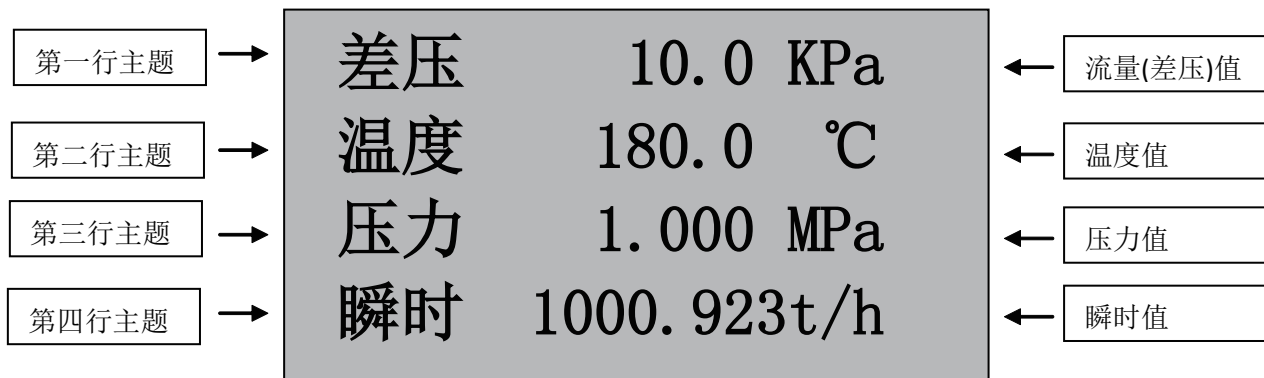 第一行主题 差压 10.0 KPa 流量(差压)值
第二行主题 温度 180.0 ℃ 温度值
第三行主题 压力 1.000 MPa 压力值
第四行主题 瞬时 1000.923t/h 瞬时值